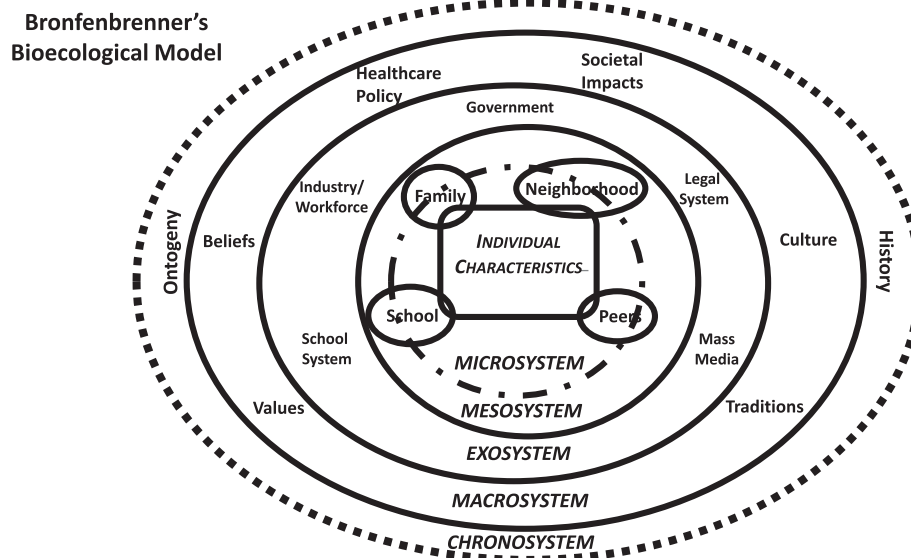 Bronfenbrenner's
Bioecological Model
Societal
Impacts
Healthcare
Policy
Government
Industry/
Workforce
Family
Neighborhood
Legal
System
Ontogeny
Beliefs
INDIVIDUAL
CHARACTERISTICS
Culture
History
School
Peers
School
System
Mass
Media
MICROSYSTEM
Values
MESOSYSTEM
Traditions
EXOSYSTEM
MACROSYSTEM
CHRONOSYSTEM